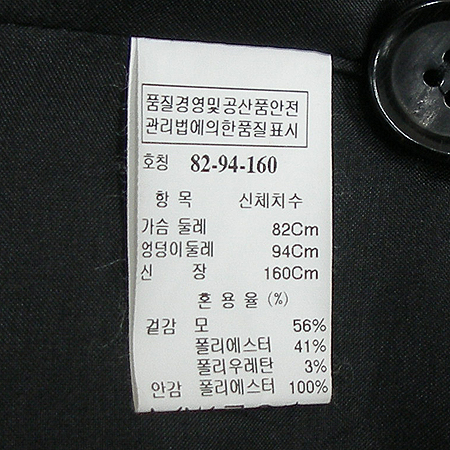 품질경영및공산품안전
관리법에의한품질표시
호칭 82-94-160
항 목 신체치수
가슴 둘레 82Cm
엉덩이둘레 94Cm
신 장 160Cm
혼 용 율 (%)
겉감 모 56%
폴리에스터 41%
폴리우레탄 3%
안감 폴리에스터 100%